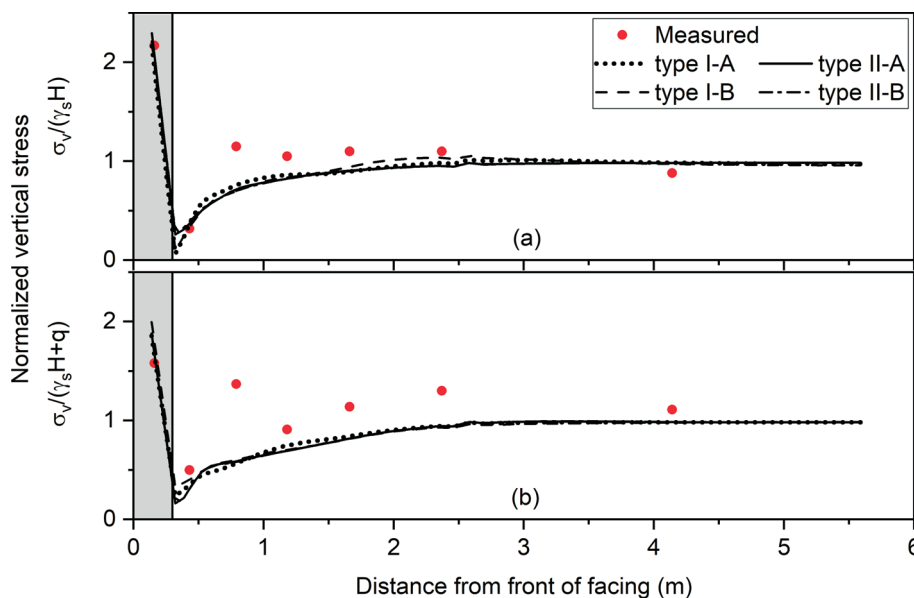 Normalized vertical stress
σv/(γsH)
2
1
0
Measured
type I-A
type II-A
type I-B
type II-B
(a)
σv/(γsH+q)
2
1
0
(b)
0 1 2 3 4 5 6
Distance from front of facing (m)